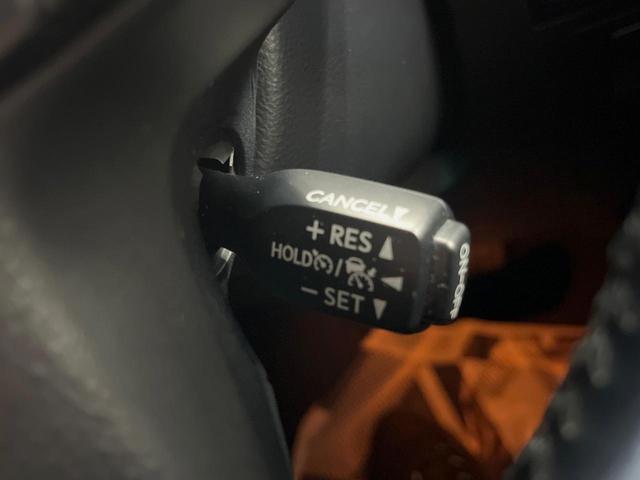 CANCEL
+ RES
HOLD /
- SET
ON-OFF